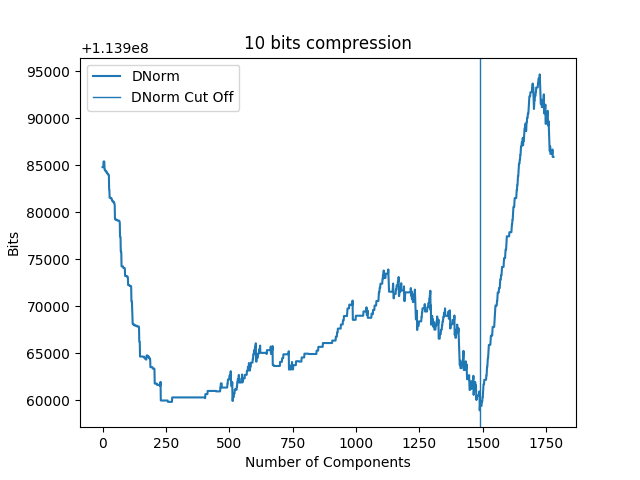 10 bits compression
+1.139e8
DNorm
DNorm Cut Off
95000
90000
85000
80000
75000
70000
65000
60000
Bits
0 250 500 750 1000 1250 1500 1750
Number of Components